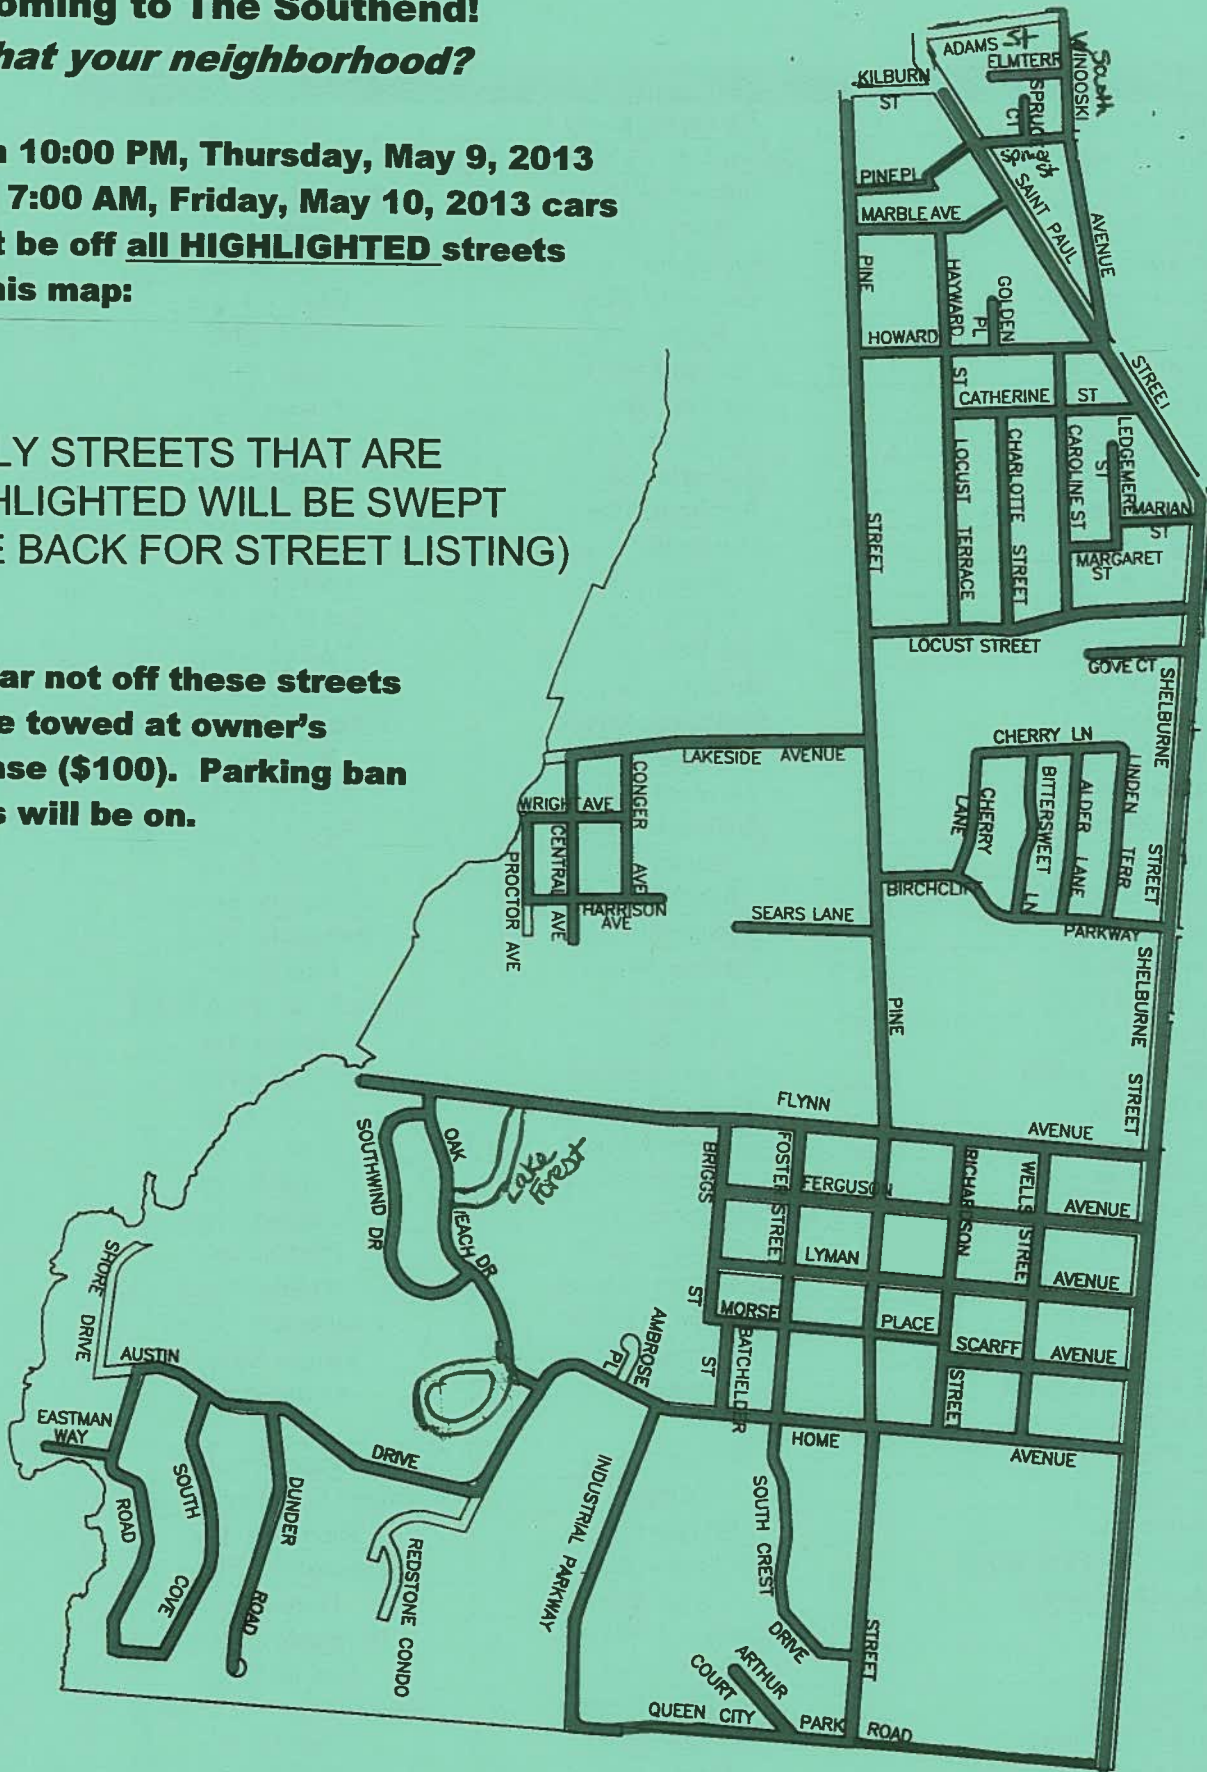 oming to The Southend!
hat your neighborhood?
10:00 PM, Thursday, May 9, 2013
7:00 AM, Friday, May 10, 2013 cars
t be off all HIGHLIGHTED streets
his map:
LY STREETS THAT ARE
HLIGHTED WILL BE SWEPT
E BACK FOR STREET LISTING)
ar not off these streets
e towed at owner's
nse ($100). Parking ban
s will be on.
ADAMS St
ELMTERR
South
WINOOSKI
AVENUE
KILBURN
ST
SPRUCE
CT
Spruce St
SAINT PAUL
STREET
PINE PL
MARBLE AVE
PINE
STREET
HAYWARD
ST
GOLDEN
PL
HOWARD
CATHERINE ST
LOCUST TERRACE
CHARLOTTE STREET
CAROLINE ST
LEDGEMERE
ST
MARIAN
ST
MARGARET
ST
LOCUST STREET
GOVE CT
SHELBURNE
STREET
CHERRY LN
CHERRY
LANE
BITTERSWEET
LN
ALDER LANE
LINDEN TERR
LAKESIDE AVENUE
WRIGHT AVE
CONGER
AVE
CENTRAL
AVE
PROCTOR AVE
HARRISON
AVE
SEARS LANE
BIRCHCLIFF
PARKWAY
PINE
SHELBURNE
STREET
FLYNN
AVENUE
SOUTHWIND DR
OAK
BEACH DR
Lake
Forest
BRIGGS
ST
FOSTER STREE
FERGUSON
AVENUE
RICHARDSON
STREET
WELLS STREET
LYMAN
AVENUE
MORSE
PLACE
SCARFF
AVENUE
BATCHELDER
ST
AMBROSE
PL
HOME
AVENUE
SHORE
DRIVE
AUSTIN
DRIVE
EASTMAN
WAY
ROAD
SOUTH
COVE
DUNDER
ROAD
REDSTONE CONDO
INDUSTRIAL PARKWAY
SOUTH CREST
DRIVE
STREET
ARTHUR
COURT
QUEEN CITY
PARK
ROAD